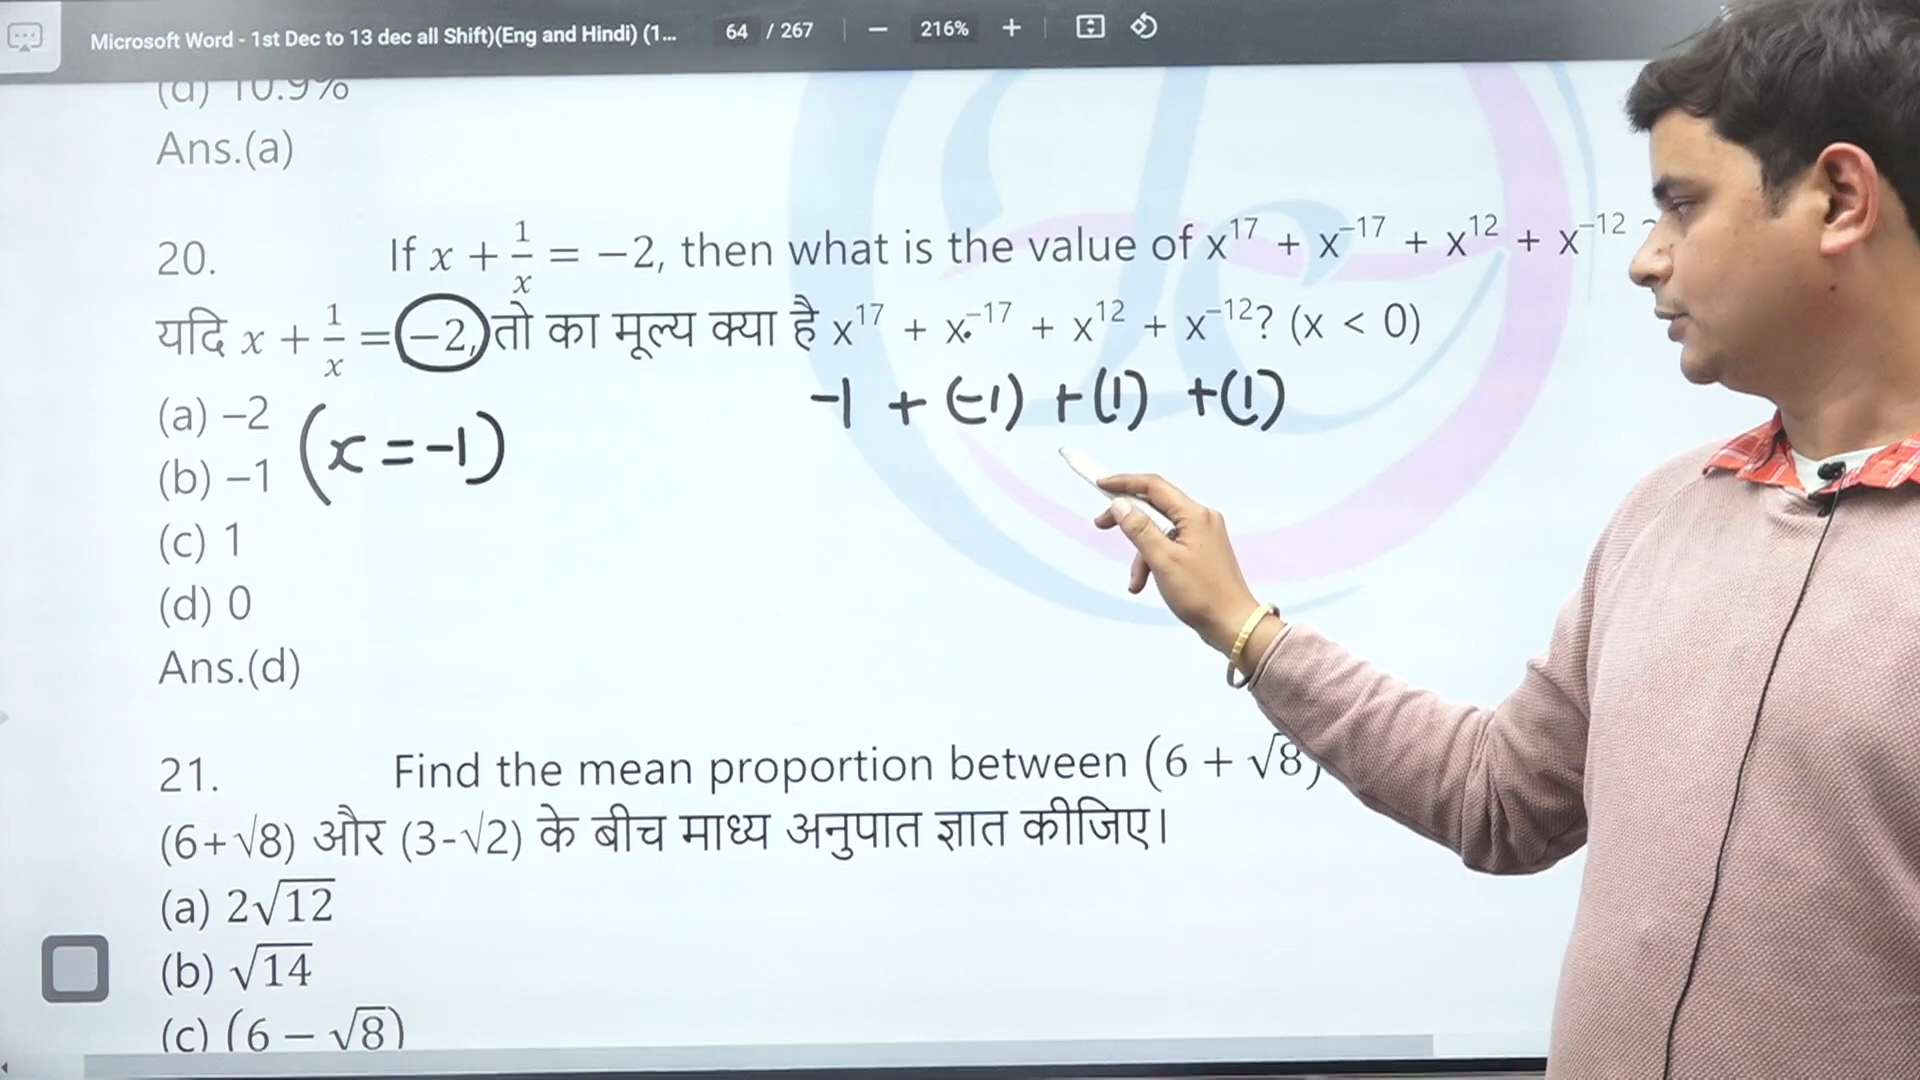 Microsoft Word - 1st Dec to 13 dec all Shift)(Eng and Hindi) (1... 64 / 267 216%
(d) 10.9%
Ans.(a)
20. If x + 1/x = −2, then what is the value of x¹⁷ + x⁻¹⁷ + x¹² + x⁻¹²
यदि x + 1/x = −2, तो का मूल्य क्या है x¹⁷ + x⁻¹⁷ + x¹² + x⁻¹²? (x < 0)
-1 + (-1) + (1) + (1)
(a) −2
(x = -1)
(b) −1
(c) 1
(d) 0
Ans.(d)
21. Find the mean proportion between (6 + √8)
(6+√8) और (3-√2) के बीच माध्य अनुपात ज्ञात कीजिए।
(a) 2√12
(b) √14
(c) (6 − √8)